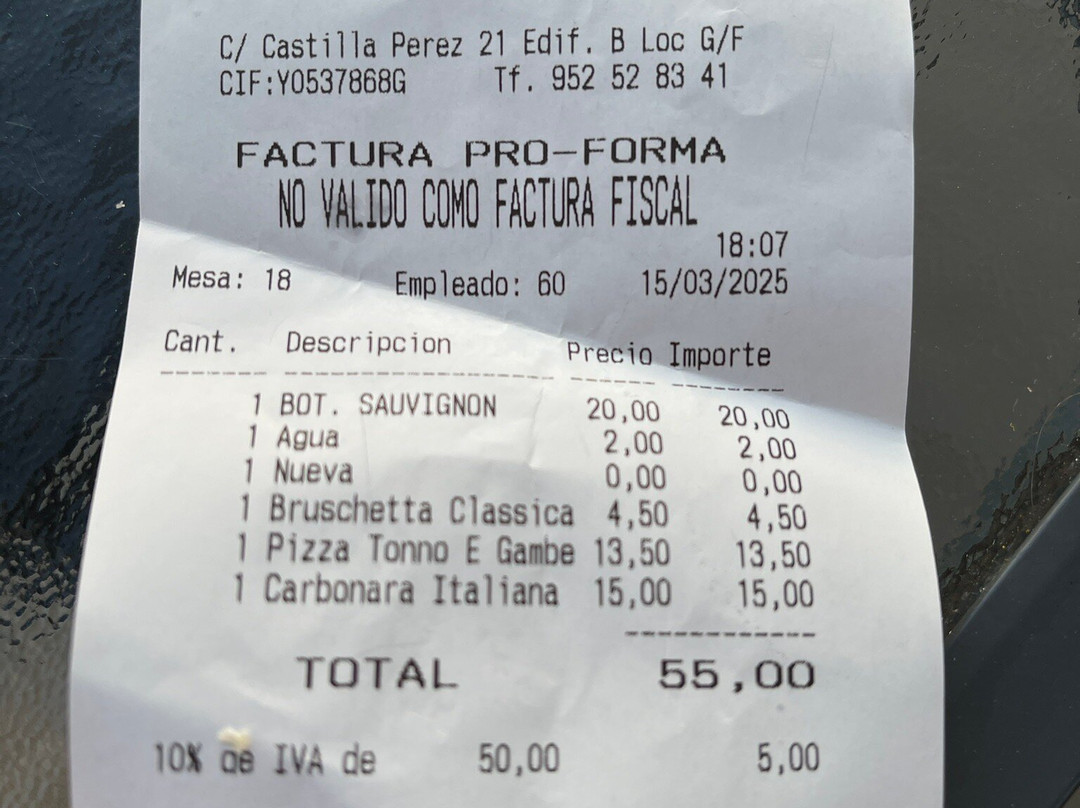 C/ Castilla Perez 21 Edif. B Loc G/F
CIF:Y0537868G Tf. 952 52 83 41
FACTURA PRO-FORMA
NO VALIDO COMO FACTURA FISCAL
18:07
Mesa: 18 Empleado: 60 15/03/2025
Cant. Descripcion Precio Importe
1 BOT. SAUVIGNON 20,00 20,00
1 Agua 2,00 2,00
1 Nueva 0,00 0,00
1 Bruschetta Classica 4,50 4,50
1 Pizza Tonno E Gambe 13,50 13,50
1 Carbonara Italiana 15,00 15,00
TOTAL 55,00
10% de IVA de 50,00 5,00